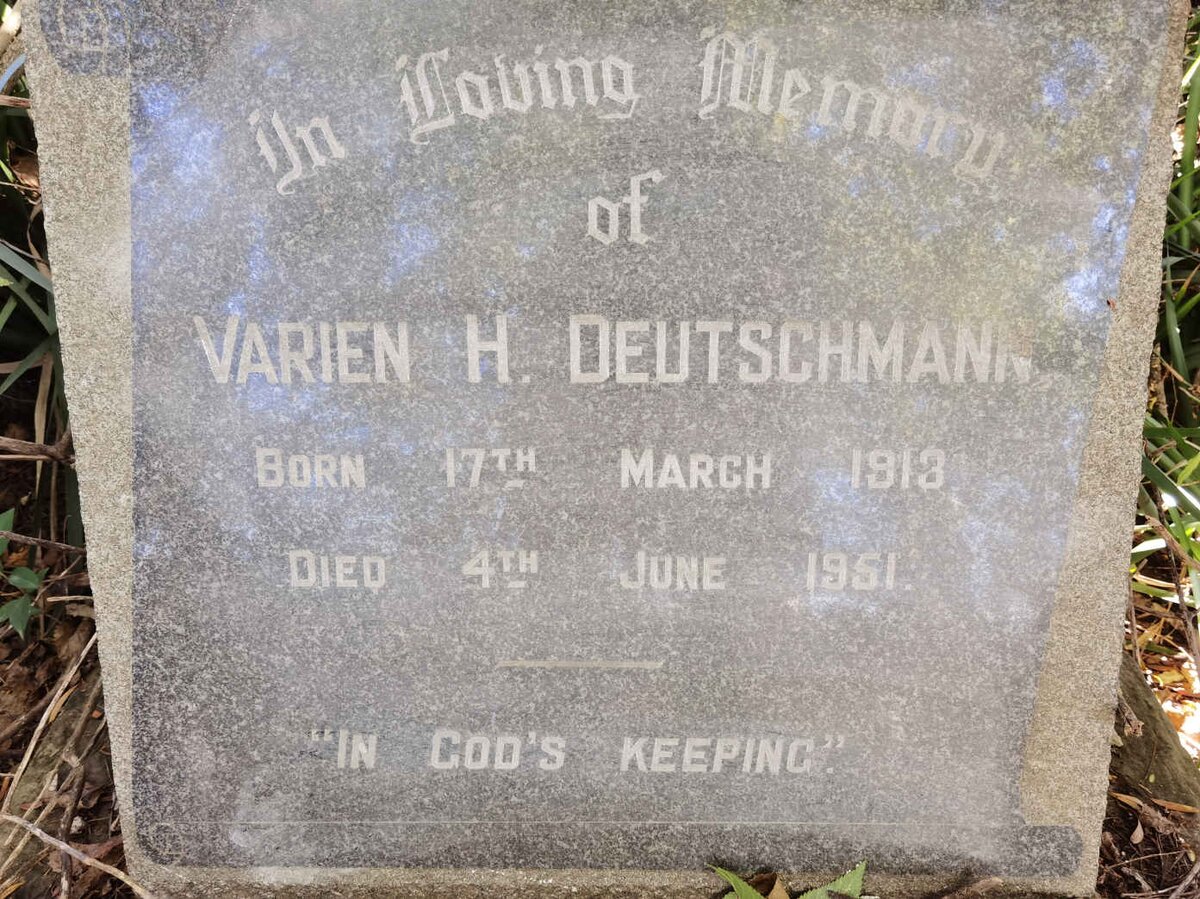 In Loving Memory
of
VARIEN H. DEUTSCHMANN
BORN 17TH MARCH 1913
DIED 4TH JUNE 1951
"IN GOD'S KEEPING".